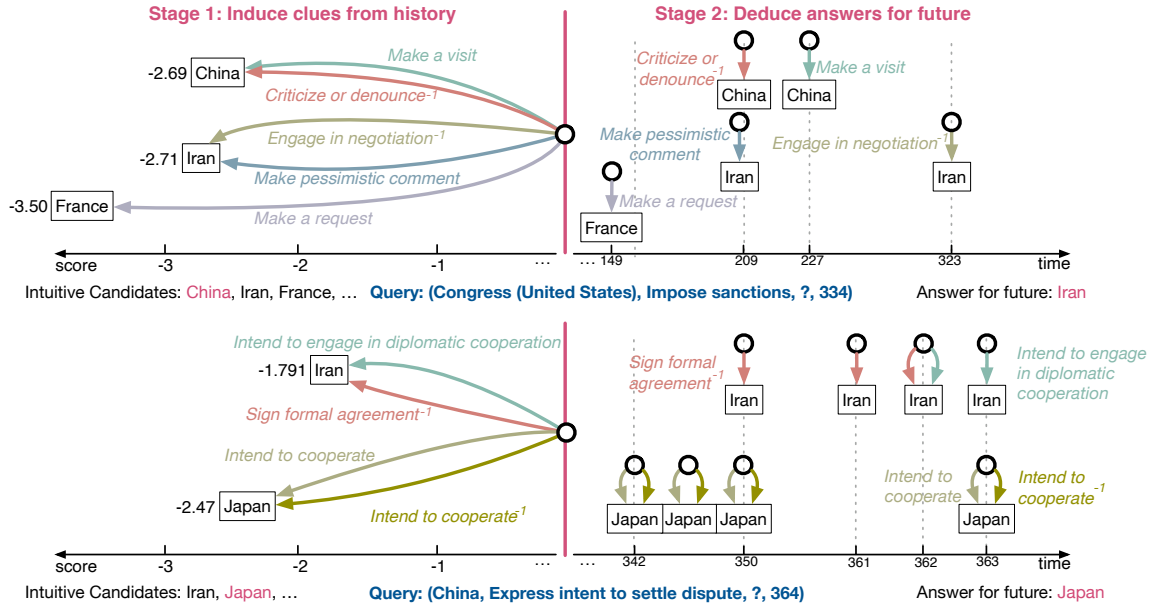 Stage 1: Induce clues from history
Stage 2: Deduce answers for future
Make a visit
-2.69 China
Criticize or denounce-1
Engage in negotiation-1
-2.71 Iran
Make pessimistic comment
-3.50 France
Make a request
Criticize or
denounce-1
Make a visit
China
China
Make pessimistic
comment
Engage in negotiation-1
Iran
Iran
Make a request
France
score
-3
-2
-1
...
... 149
209
227
323
time
Intuitive Candidates: China, Iran, France, ...
Query: (Congress (United States), Impose sanctions, ?, 334)
Answer for future: Iran
Intend to engage in diplomatic cooperation
-1.791 Iran
Sign formal agreement-1
Intend to cooperate
-2.47 Japan
Intend to cooperate-1
Sign formal
agreement-1
Intend to engage
in diplomatic
cooperation
Iran
Iran
Iran
Iran
Intend to
cooperate
Intend to
cooperate-1
Japan
Japan
Japan
Japan
score
-3
-2
-1
...
... 342
350
361
362
363
time
Intuitive Candidates: Iran, Japan, ...
Query: (China, Express intent to settle dispute, ?, 364)
Answer for future: Japan